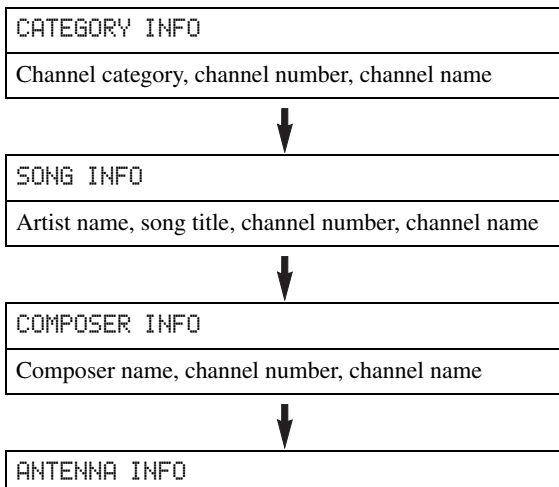 CATEGORY INFO
Channel category, channel number, channel name
SONG INFO
Artist name, song title, channel number, channel name
COMPOSER INFO
Composer name, channel number, channel name
ANTENNA INFO